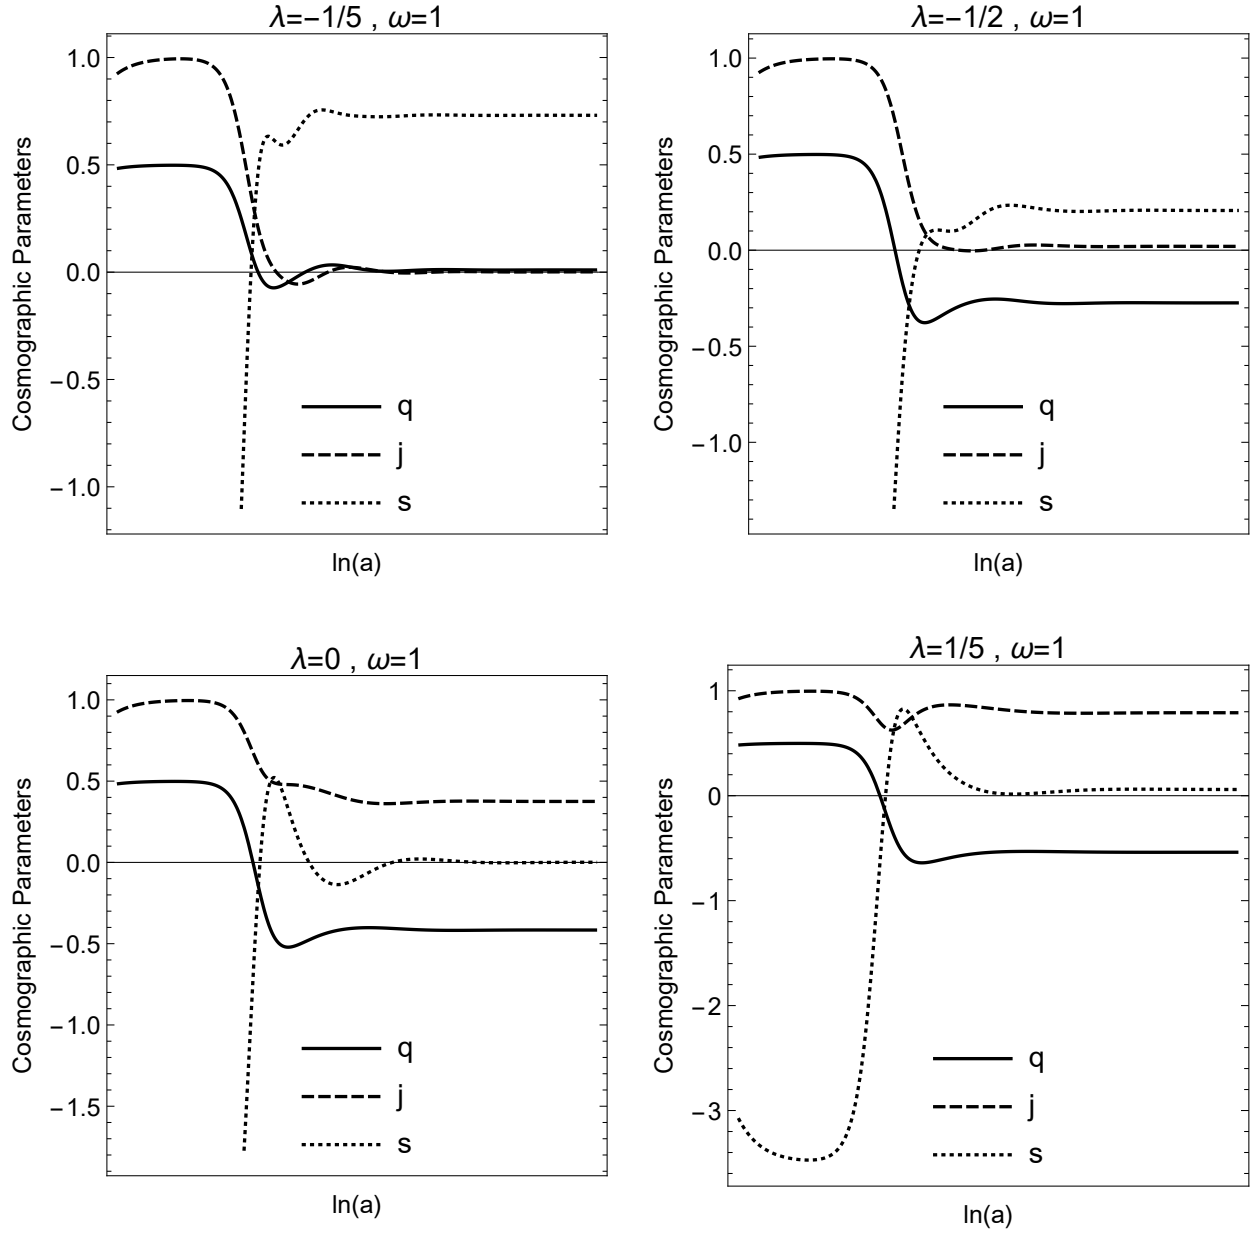 λ=−1/5 , ω=1
1.0
0.5
0.0
−0.5
−1.0
Cosmographic Parameters
q
j
s
ln(a)
λ=−1/2 , ω=1
1.0
0.5
0.0
−0.5
−1.0
Cosmographic Parameters
q
j
s
ln(a)
λ=0 , ω=1
1.0
0.5
0.0
−0.5
−1.0
−1.5
Cosmographic Parameters
q
j
s
ln(a)
λ=1/5 , ω=1
1
0
−1
−2
−3
Cosmographic Parameters
q
j
s
ln(a)